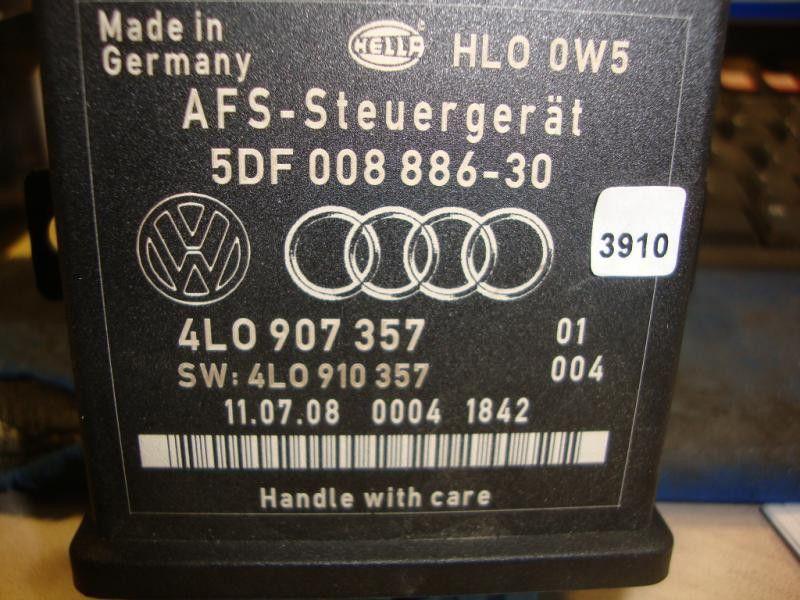 Made in
Germany
HELLA
HLO 0W5
AFS-Steuergerät
5DF 008 886-30
VW
3910
4L0 907 357 01
SW: 4L0 910 357 004
11.07.08 0004 1842
Handle with care